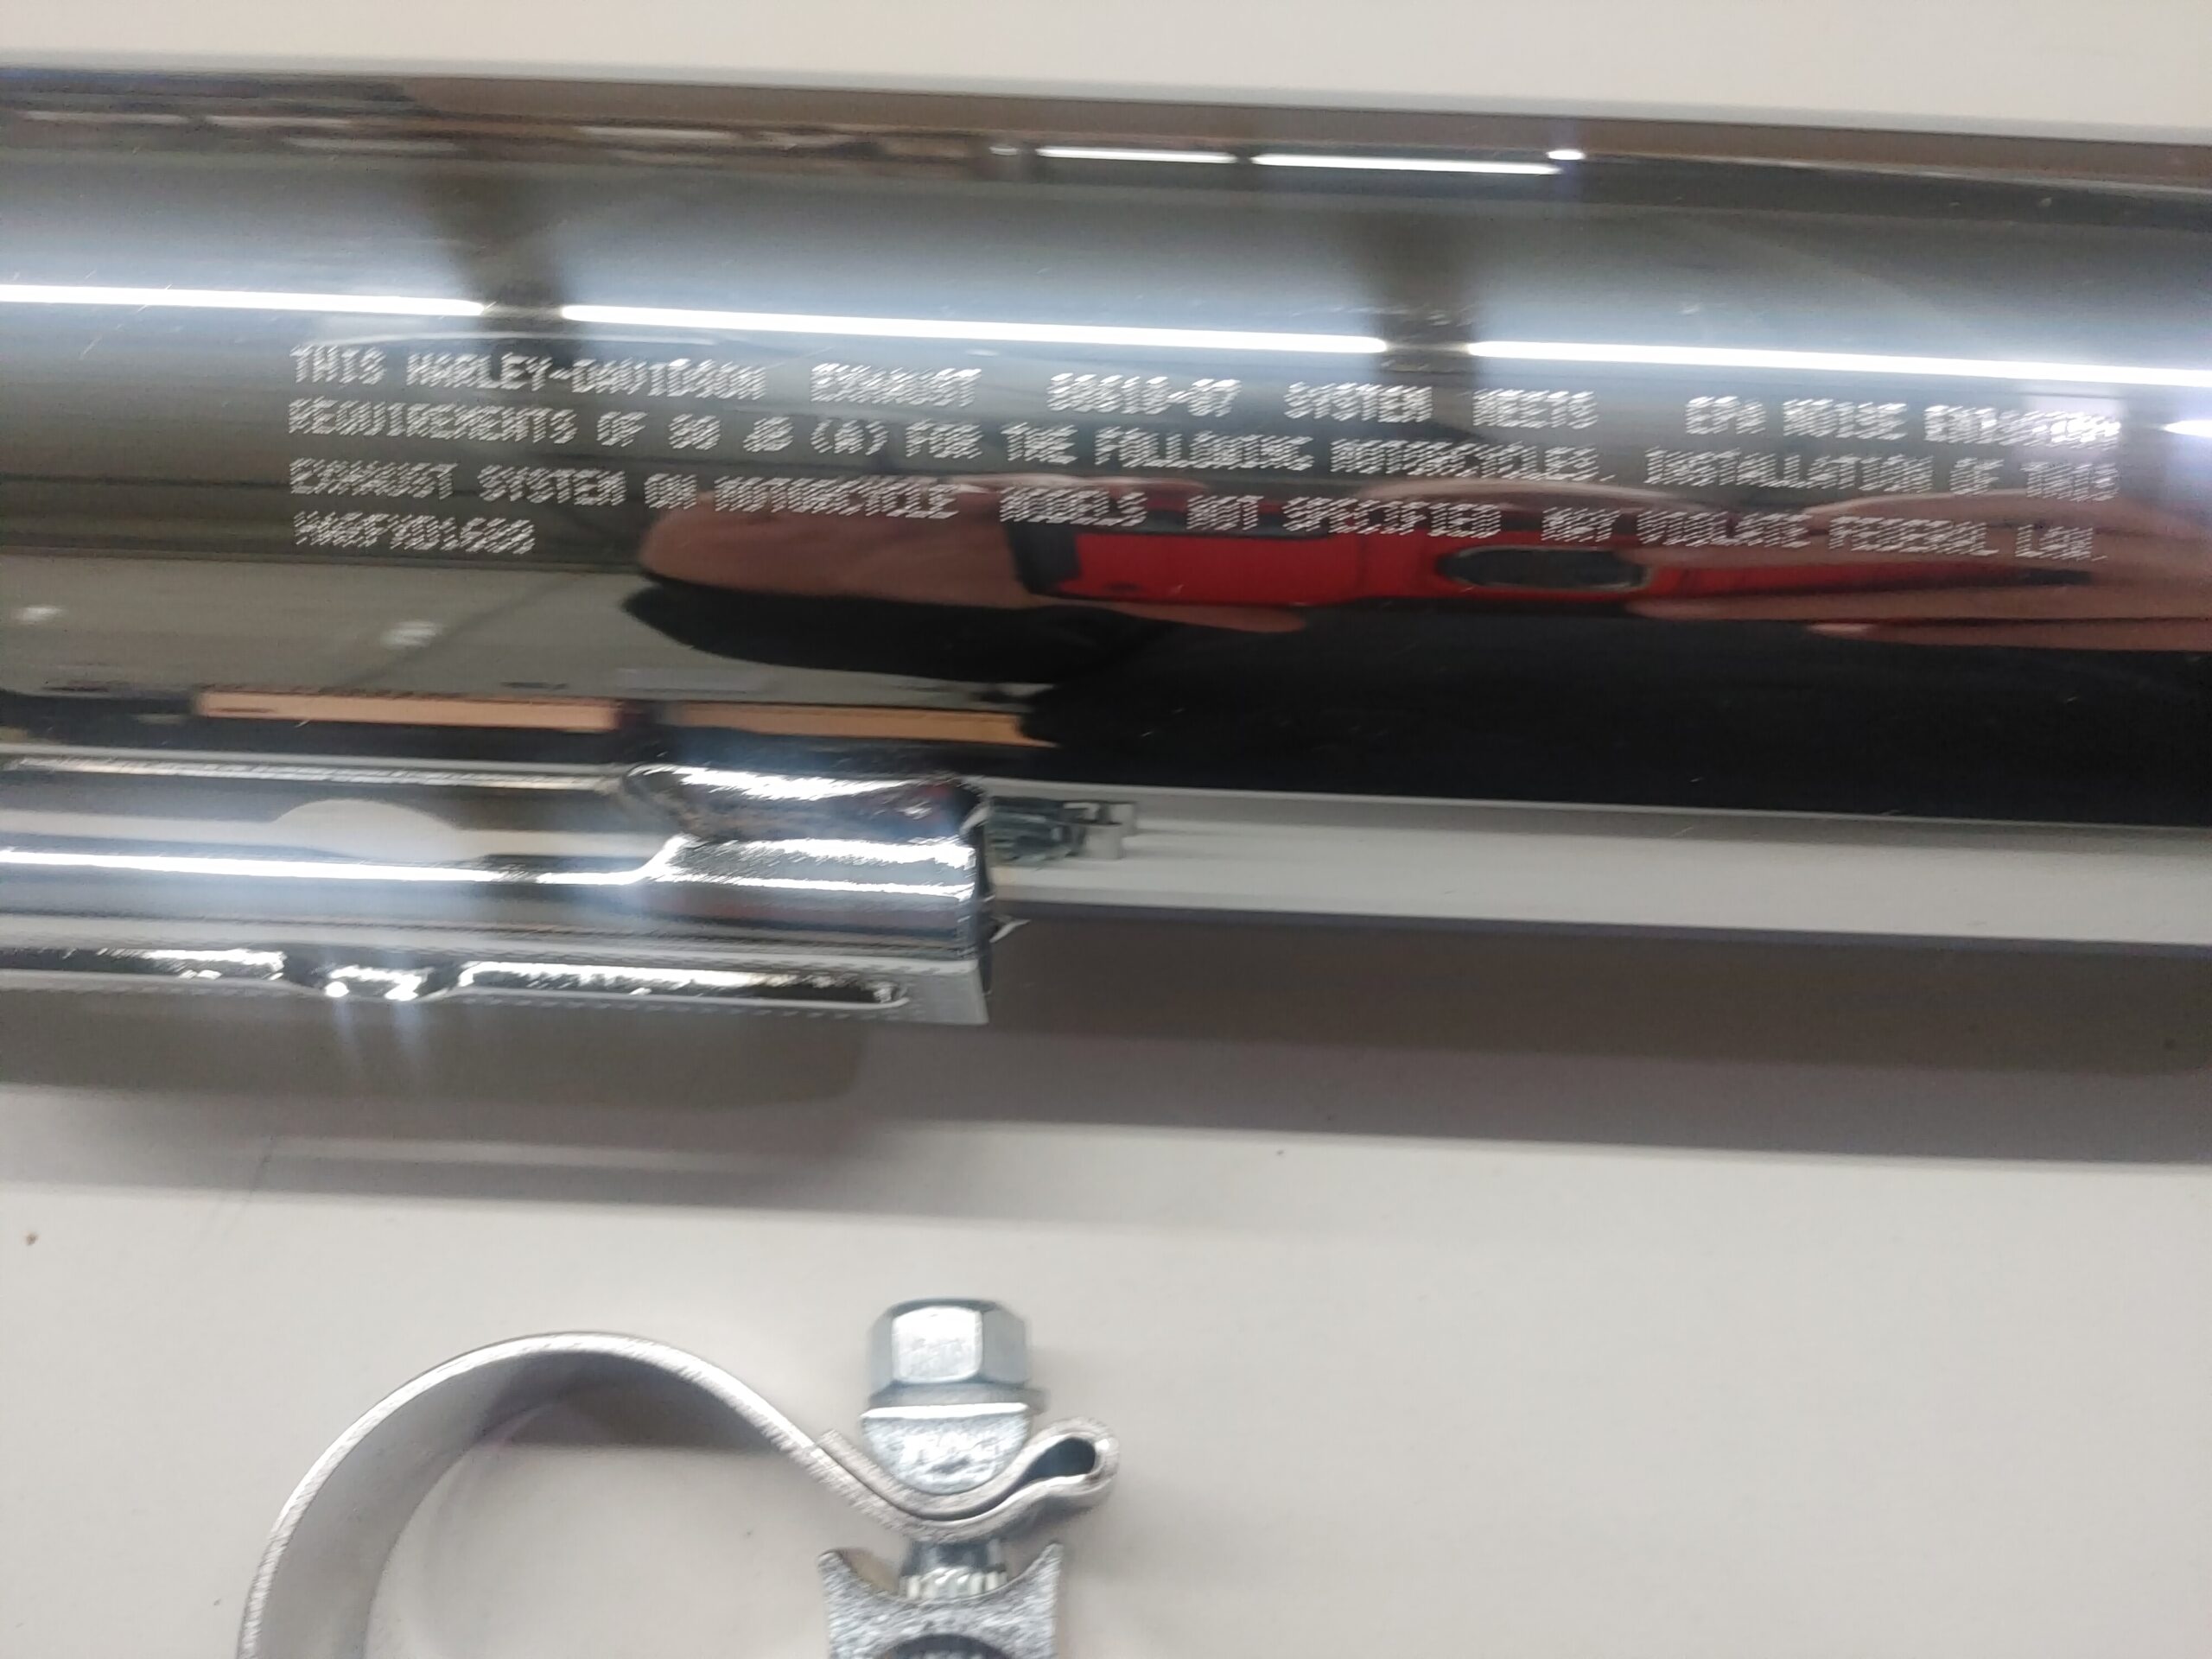 THIS HARLEY-DAVIDSON EXHAUST SYSTEM MEETS EPA NOISE EMISSION
REQUIREMENTS OF 80 dB (A) FOR THE FOLLOWING MOTORCYCLES. INSTALLATION OF THIS
EXHAUST SYSTEM ON MOTORCYCLE MODELS NOT SPECIFIED MAY VIOLATE FEDERAL LAW.